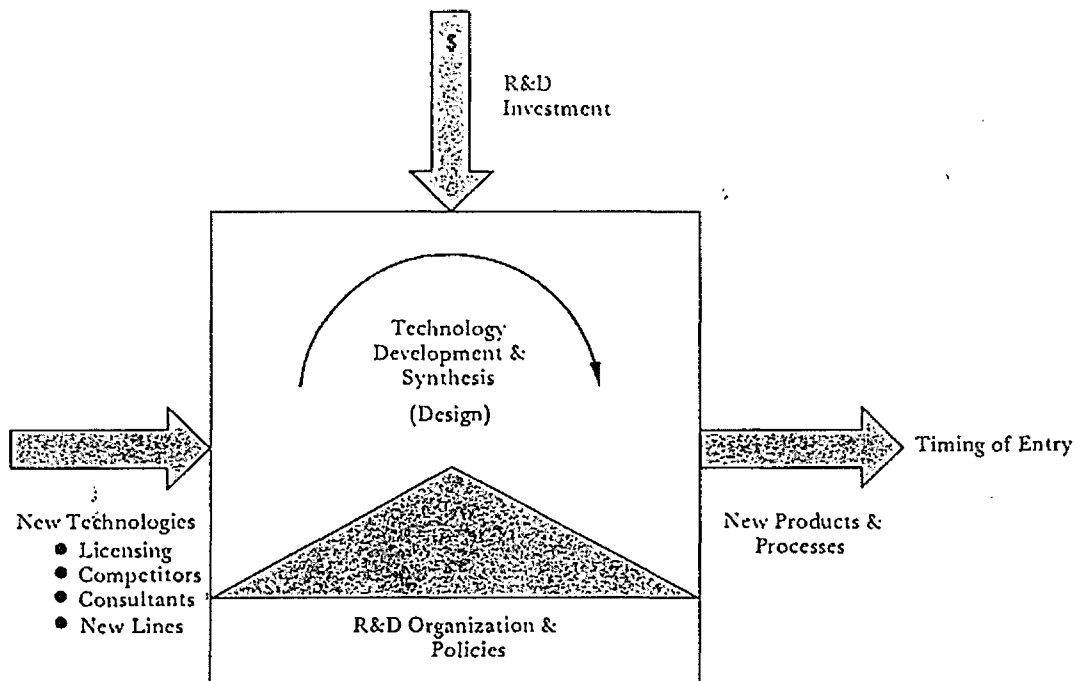 R&D
Investment
Technology
Development &
Synthesis
(Design)
Timing of Entry
New Technologies
● Licensing
● Competitors
● Consultants
● New Lines
New Products &
Processes
R&D Organization &
Policies